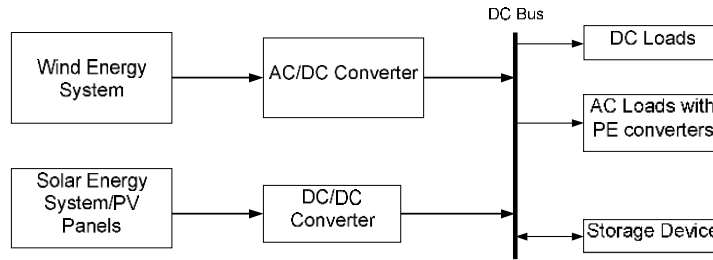 DC Bus
Wind Energy
System
AC/DC Converter
DC Loads
AC Loads with
PE converters
Solar Energy
System/PV
Panels
DC/DC
Converter
Storage Device